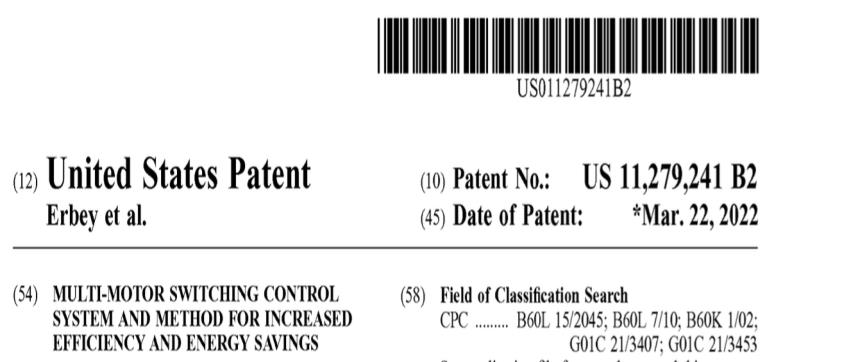 US011279241B2
(12) United States Patent
Erbey et al.
(10) Patent No.: US 11,279,241 B2
(45) Date of Patent: *Mar. 22, 2022
(54) MULTI-MOTOR SWITCHING CONTROL
SYSTEM AND METHOD FOR INCREASED
EFFICIENCY AND ENERGY SAVINGS
(58) Field of Classification Search
CPC ......... B60L 15/2045; B60L 7/10; B60K 1/02;
G01C 21/3407; G01C 21/3453